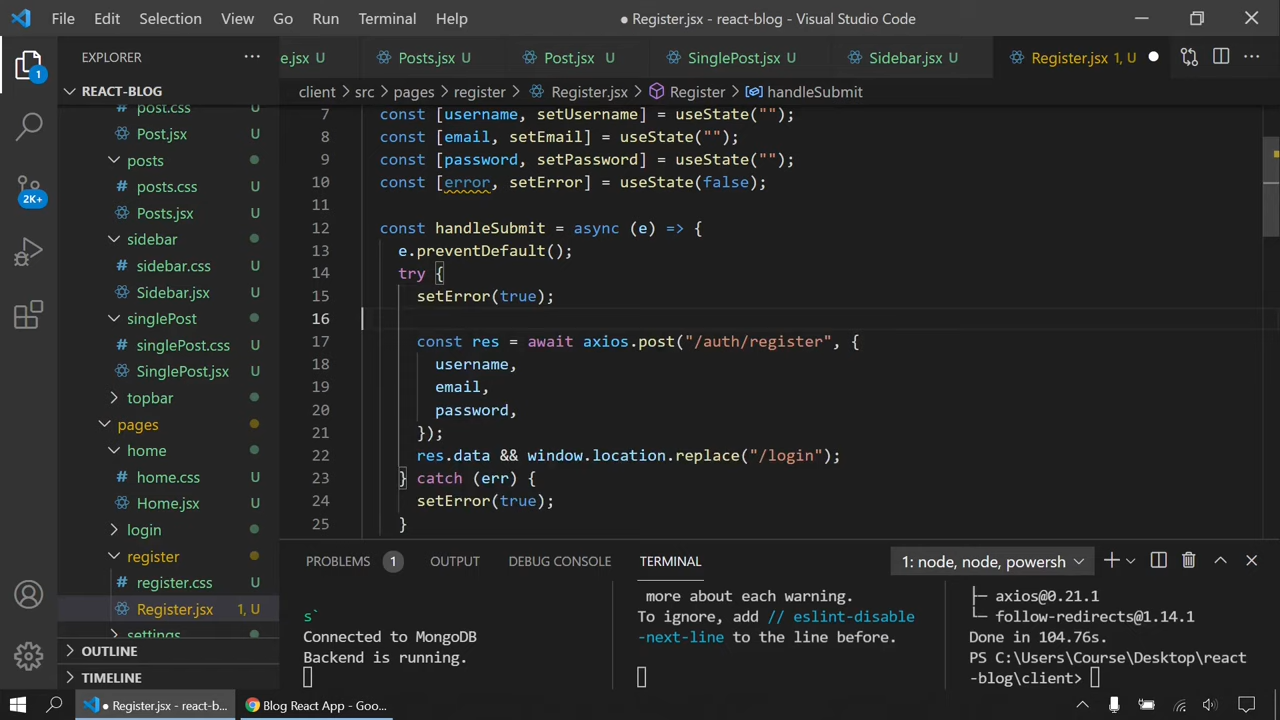 File Edit Selection View Go Run Terminal Help ● Register.jsx - react-blog - Visual Studio Code
EXPLORER ···
e.jsx U Posts.jsx U Post.jsx U SinglePost.jsx U Sidebar.jsx U Register.jsx 1, U ●
REACT-BLOG
client > src > pages > register > Register.jsx > Register > handleSubmit
1
2K+
post.css U
Post.jsx U
posts
posts.css U
Posts.jsx U
sidebar
sidebar.css U
Sidebar.jsx U
singlePost
singlePost.css U
SinglePost.jsx U
topbar
pages
home
home.css U
Home.jsx U
login
register
register.css U
Register.jsx 1, U
settings
OUTLINE
TIMELINE
7 const [username, setUsername] = useState("");
8 const [email, setEmail] = useState("");
9 const [password, setPassword] = useState("");
10 const [error, setError] = useState(false);
11
12 const handleSubmit = async (e) => {
13 e.preventDefault();
14 try {
15 setError(true);
16
17 const res = await axios.post("/auth/register", {
18 username,
19 email,
20 password,
21 });
22 res.data && window.location.replace("/login");
23 } catch (err) {
24 setError(true);
25 }
PROBLEMS 1 OUTPUT DEBUG CONSOLE TERMINAL 1: node, node, powersh
s`
Connected to MongoDB
Backend is running.
more about each warning.
To ignore, add // eslint-disable
-next-line to the line before.
├─ axios@0.21.1
└─ follow-redirects@1.14.1
Done in 104.76s.
PS C:\Users\Course\Desktop\react
-blog\client>
● Register.jsx - react-b... Blog React App - Goo...